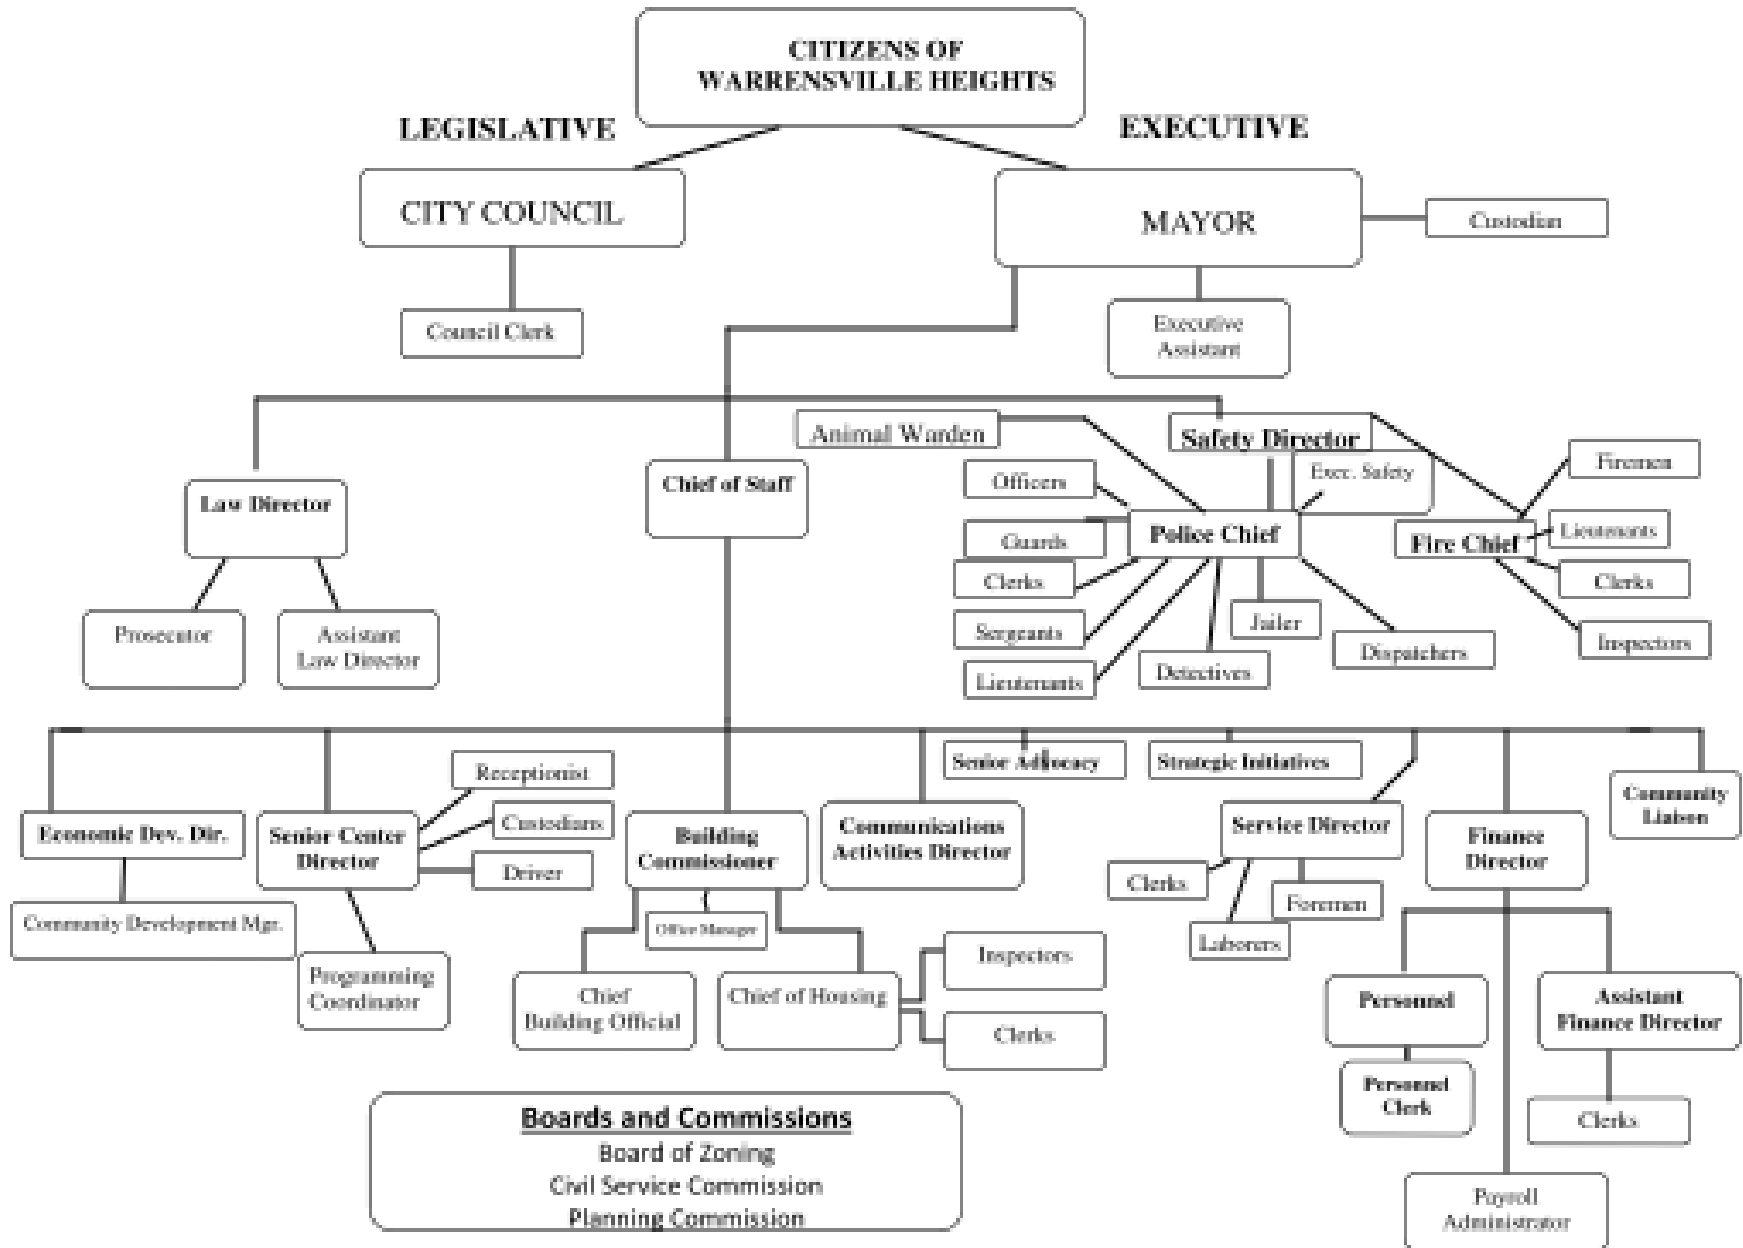 CITIZENS OF
WARRENSVILLE HEIGHTS
LEGISLATIVE
EXECUTIVE
CITY COUNCIL
MAYOR
Custodian
Council Clerk
Executive
Assistant
Animal Warden
Safety Director
Law Director
Chief of Staff
Officers
Exec. Safety
Firemen
Guards
Police Chief
Fire Chief
Lieutenants
Clerks
Clerks
Prosecutor
Assistant
Law Director
Sergeants
Jailer
Dispatchers
Inspectors
Lieutenants
Detectives
Senior Advocacy
Strategic Initiatives
Receptionist
Custodians
Driver
Economic Dev. Dir.
Senior Center
Director
Building
Commissioner
Communications
Activities Director
Service Director
Finance
Director
Community
Liaison
Community Development Mgr.
Programming
Coordinator
Office Manager
Clerks
Foremen
Laborers
Chief
Building Official
Chief of Housing
Inspectors
Clerks
Personnel
Assistant
Finance Director
Personnel
Clerk
Clerks
Payroll
Administrator
Boards and Commissions
Board of Zoning
Civil Service Commission
Planning Commission